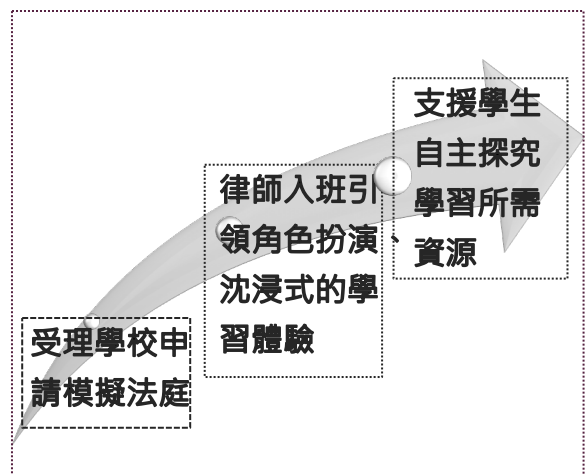 受理學校申
請模擬法庭
律師入班引
領角色扮演、
沈浸式的學
習體驗
支援學生
自主探究
學習所需
資源